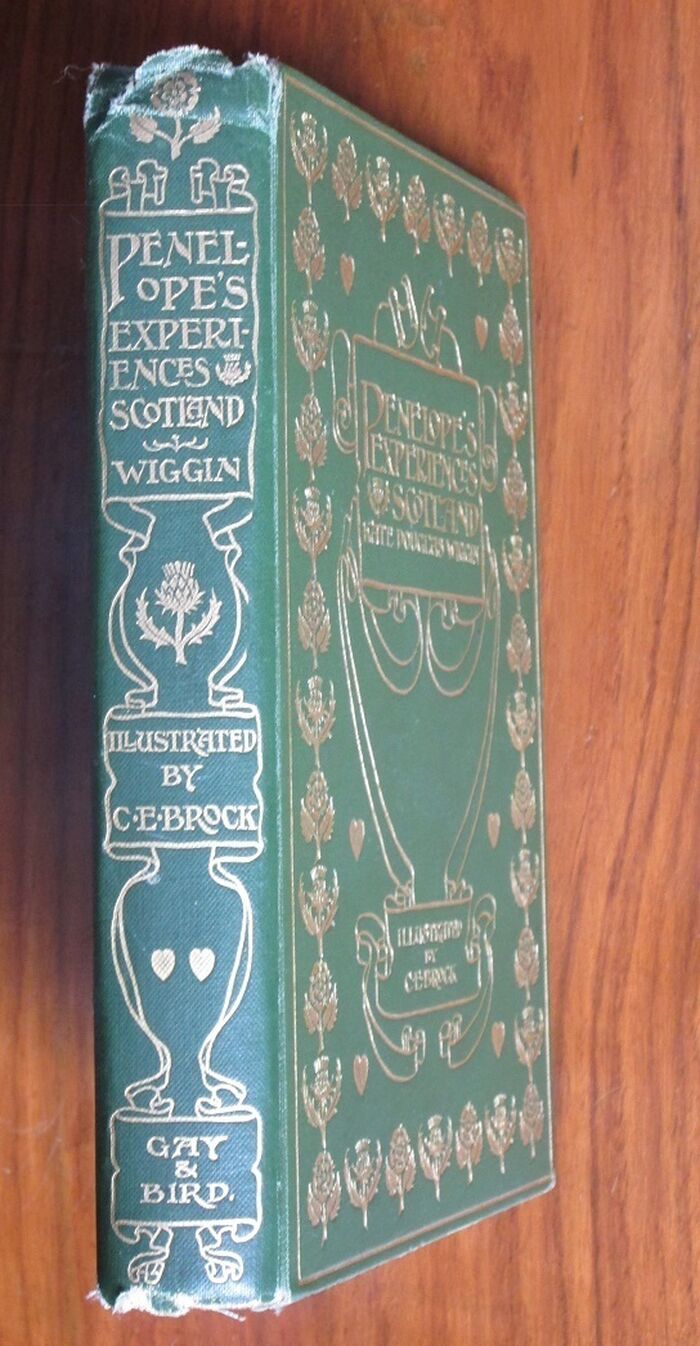 PENEL-
OPE'S
EXPERI-
ENCES
SCOTLAND
WIGGIN
ILLUSTRATED
BY
C·E·BROCK
GAY
&
BIRD.
PENELOPE'S
EXPERIENCES
SCOTLAND
KATE DOUGLAS WIGGIN
ILLUSTRATED
BY
C·E·BROCK